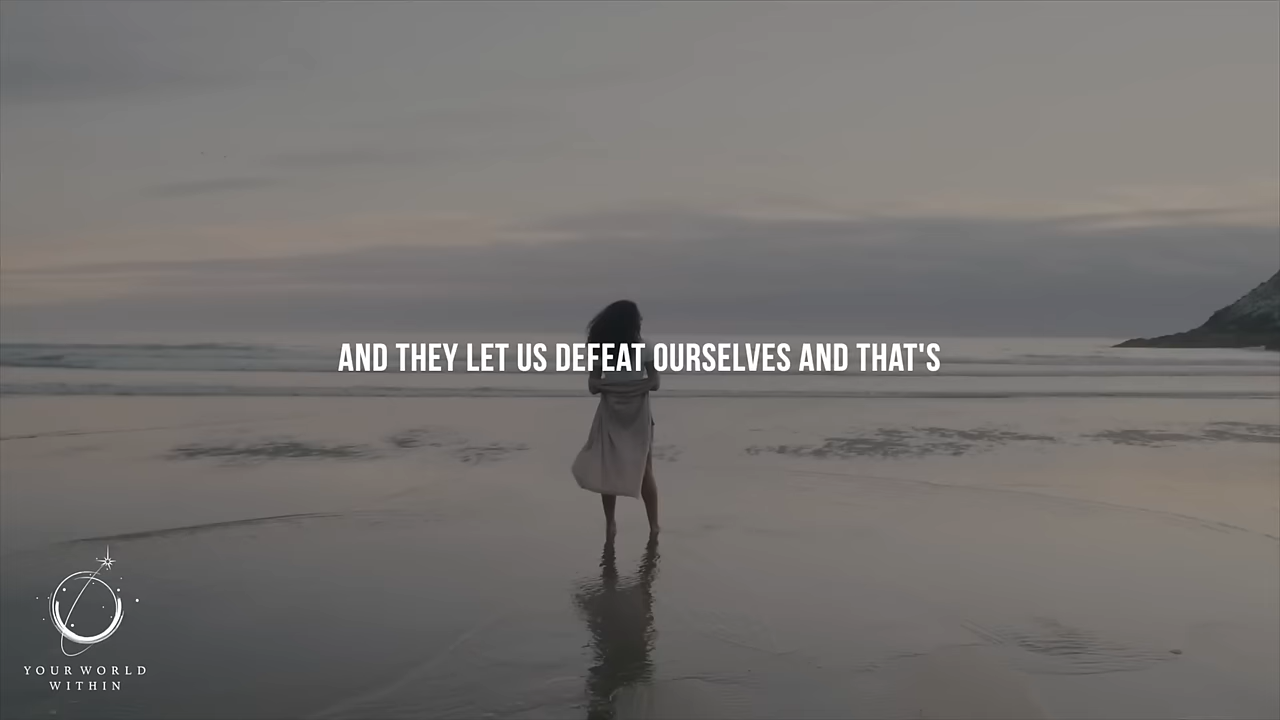 AND THEY LET US DEFEAT OURSELVES AND THAT'S
YOUR WORLD
WITHIN